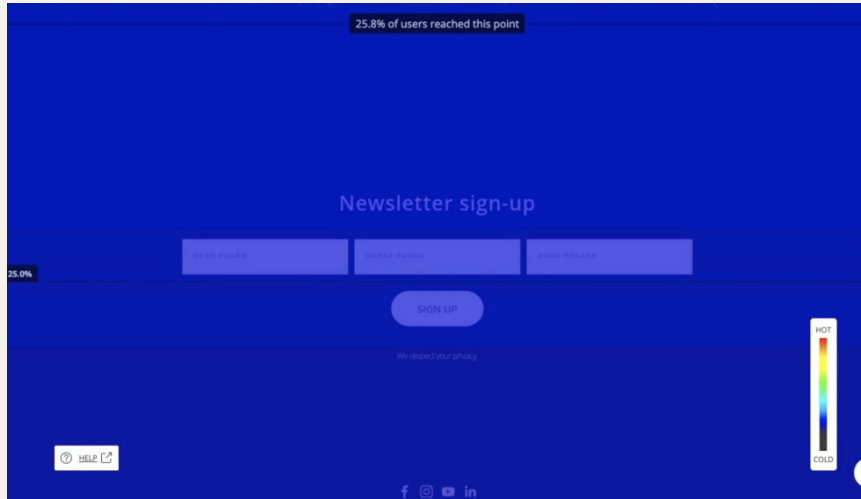 25.8% of users reached this point
Newsletter sign-up
**** *****
***** *****
**** ******
25.0%
SIGN UP
HOT
We respect your privacy.
HELP
COLD
f
in